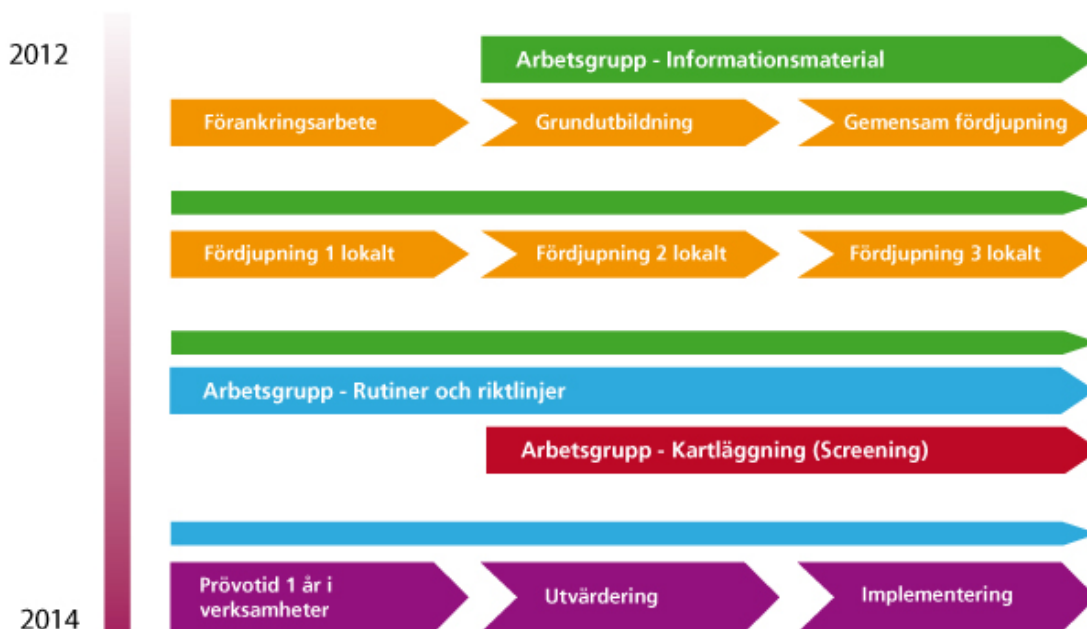 2012
Arbetsgrupp - Informationsmaterial
Förankringsarbete
Grundutbildning
Gemensam fördjupning
Fördjupning 1 lokalt
Fördjupning 2 lokalt
Fördjupning 3 lokalt
Arbetsgrupp - Rutiner och riktlinjer
Arbetsgrupp - Kartläggning (Screening)
Prövotid 1 år i
verksamheter
Utvärdering
Implementering
2014